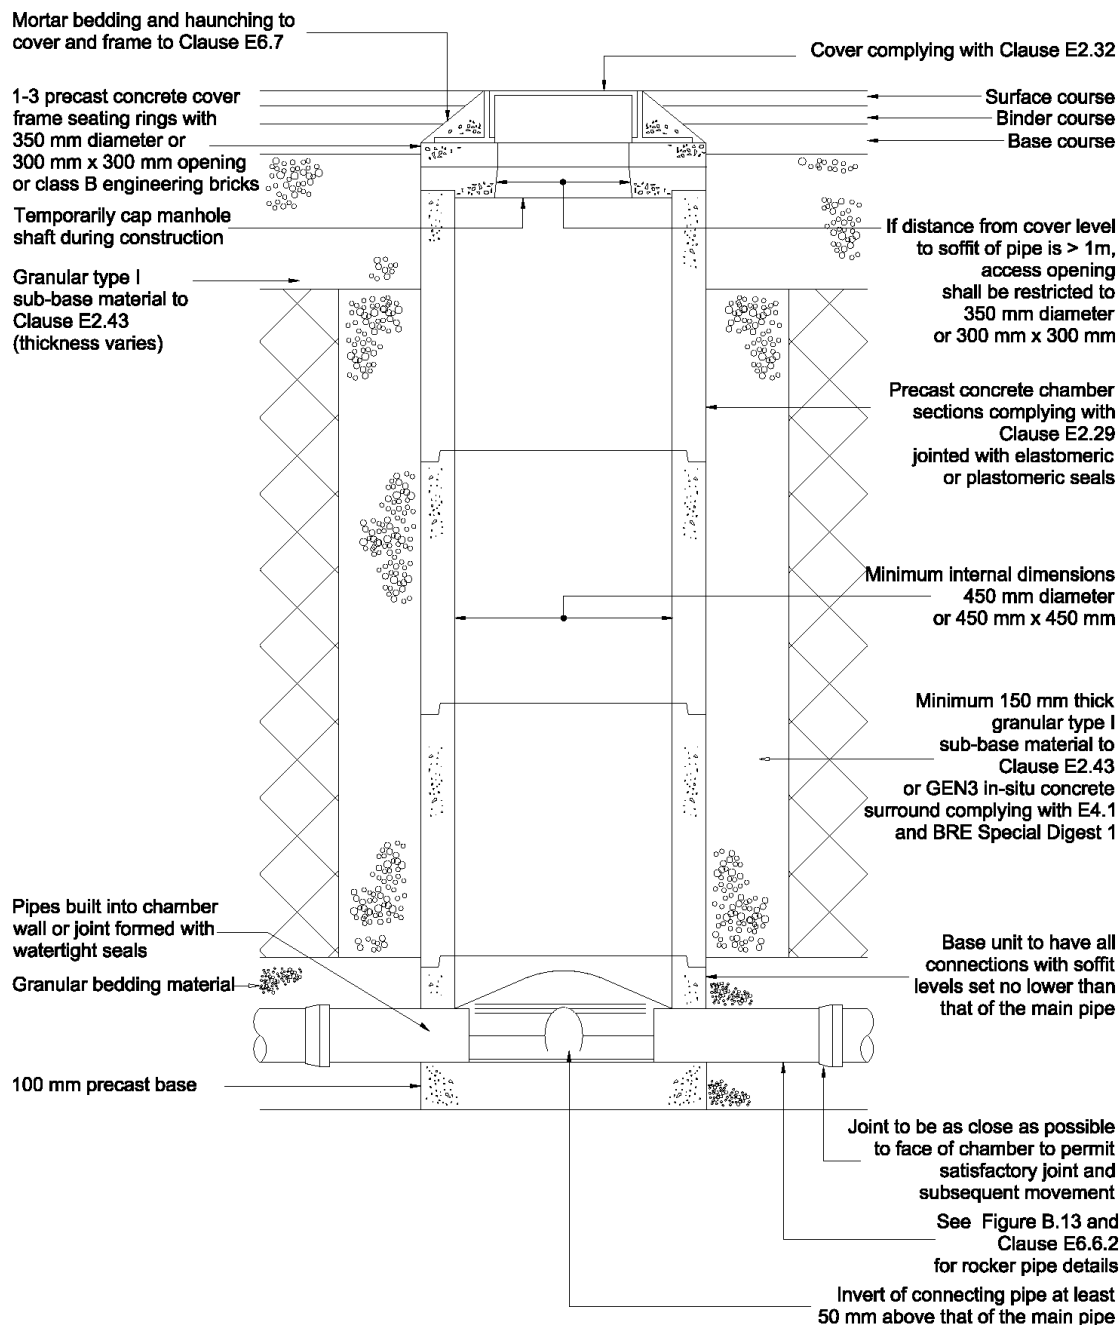 Mortar bedding and haunching to
cover and frame to Clause E6.7
1-3 precast concrete cover
frame seating rings with
350 mm diameter or
300 mm x 300 mm opening
or class B engineering bricks
Temporarily cap manhole
shaft during construction
Granular type I
sub-base material to
Clause E2.43
(thickness varies)
Pipes built into chamber
wall or joint formed with
watertight seals
Granular bedding material
100 mm precast base
Cover complying with Clause E2.32
Surface course
Binder course
Base course
If distance from cover level
to soffit of pipe is > 1m,
access opening
shall be restricted to
350 mm diameter
or 300 mm x 300 mm
Precast concrete chamber
sections complying with
Clause E2.29
jointed with elastomeric
or plastomeric seals
Minimum internal dimensions
450 mm diameter
or 450 mm x 450 mm
Minimum 150 mm thick
granular type I
sub-base material to
Clause E2.43
or GEN3 in-situ concrete
surround complying with E4.1
and BRE Special Digest 1
Base unit to have all
connections with soffit
levels set no lower than
that of the main pipe
Joint to be as close as possible
to face of chamber to permit
satisfactory joint and
subsequent movement
See Figure B.13 and
Clause E6.6.2
for rocker pipe details
Invert of connecting pipe at least
50 mm above that of the main pipe